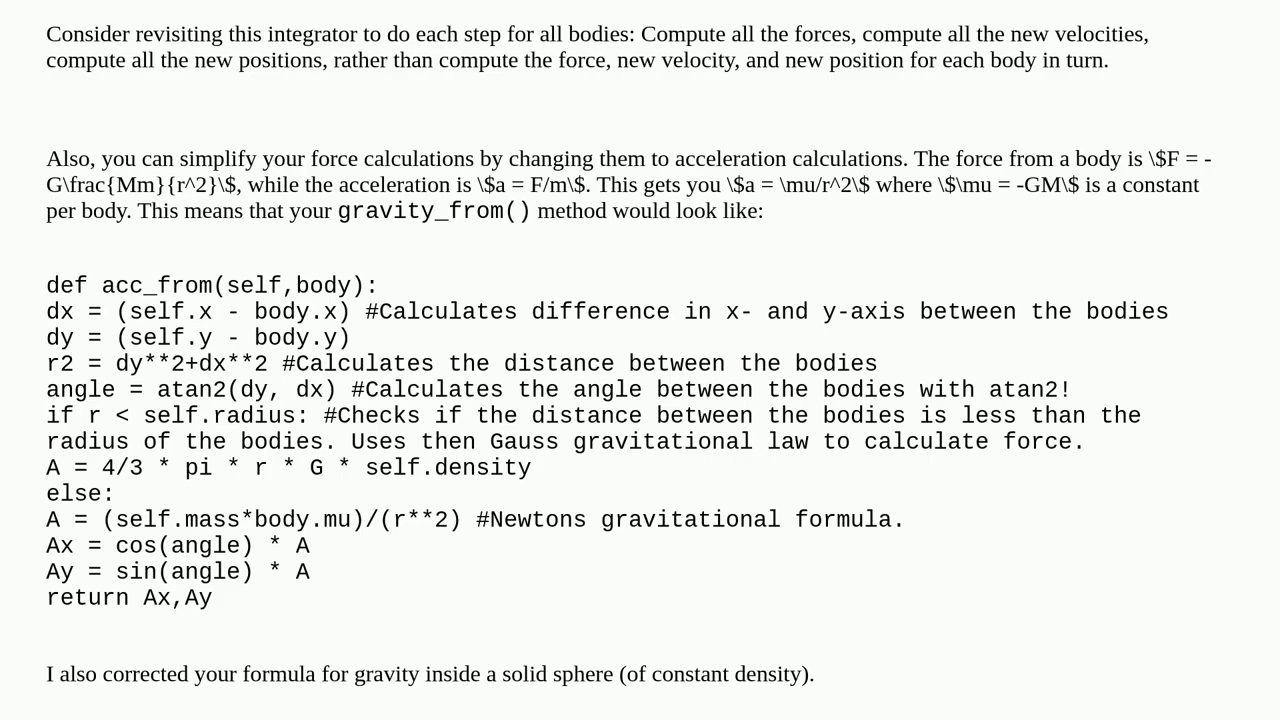 Consider revisiting this integrator to do each step for all bodies: Compute all the forces, compute all the new velocities,
compute all the new positions, rather than compute the force, new velocity, and new position for each body in turn.
Also, you can simplify your force calculations by changing them to acceleration calculations. The force from a body is \$F = -
G\frac{Mm}{r^2}\$, while the acceleration is \$a = F/m\$. This gets you \$a = \mu/r^2\$ where \$\mu = -GM\$ is a constant
per body. This means that your gravity_from() method would look like:
def acc_from(self,body):
dx = (self.x - body.x) #Calculates difference in x- and y-axis between the bodies
dy = (self.y - body.y)
r2 = dy**2+dx**2 #Calculates the distance between the bodies
angle = atan2(dy, dx) #Calculates the angle between the bodies with atan2!
if r < self.radius: #Checks if the distance between the bodies is less than the
radius of the bodies. Uses then Gauss gravitational law to calculate force.
A = 4/3 * pi * r * G * self.density
else:
A = (self.mass*body.mu)/(r**2) #Newtons gravitational formula.
Ax = cos(angle) * A
Ay = sin(angle) * A
return Ax,Ay
I also corrected your formula for gravity inside a solid sphere (of constant density).